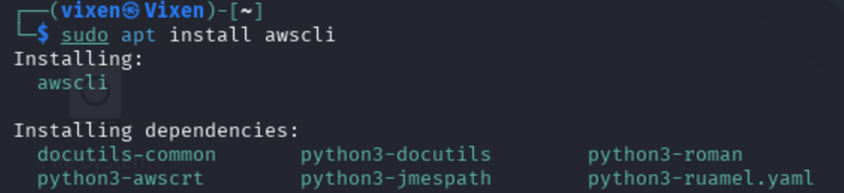 ┌──(vixen㉿Vixen)-[~]
└─$ sudo apt install awscli
Installing:
  awscli

Installing dependencies:
  docutils-common    python3-docutils    python3-roman
  python3-awscrt     python3-jmespath    python3-ruamel.yaml